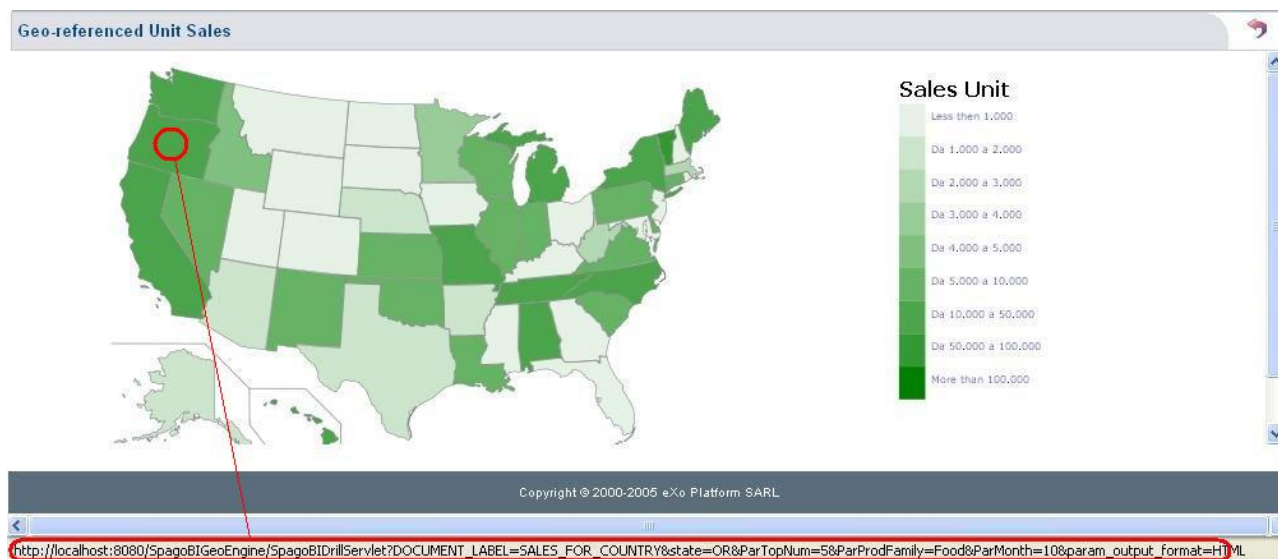 Geo-referenced Unit Sales
Sales Unit
Less then 1.000
Da 1.000 a 2.000
Da 2.000 a 3.000
Da 3.000 a 4.000
Da 4.000 a 5.000
Da 5.000 a 10.000
Da 10.000 a 50.000
Da 50.000 a 100.000
More than 100.000
Copyright © 2000-2005 eXo Platform SARL
http://localhost:8080/SpagoBIGeoEngine/SpagoBIDrillServlet?DOCUMENT_LABEL=SALES_FOR_COUNTRY&state=OR&ParTopNum=5&ParProdFamily=Food&ParMonth=10&param_output_format=HTML